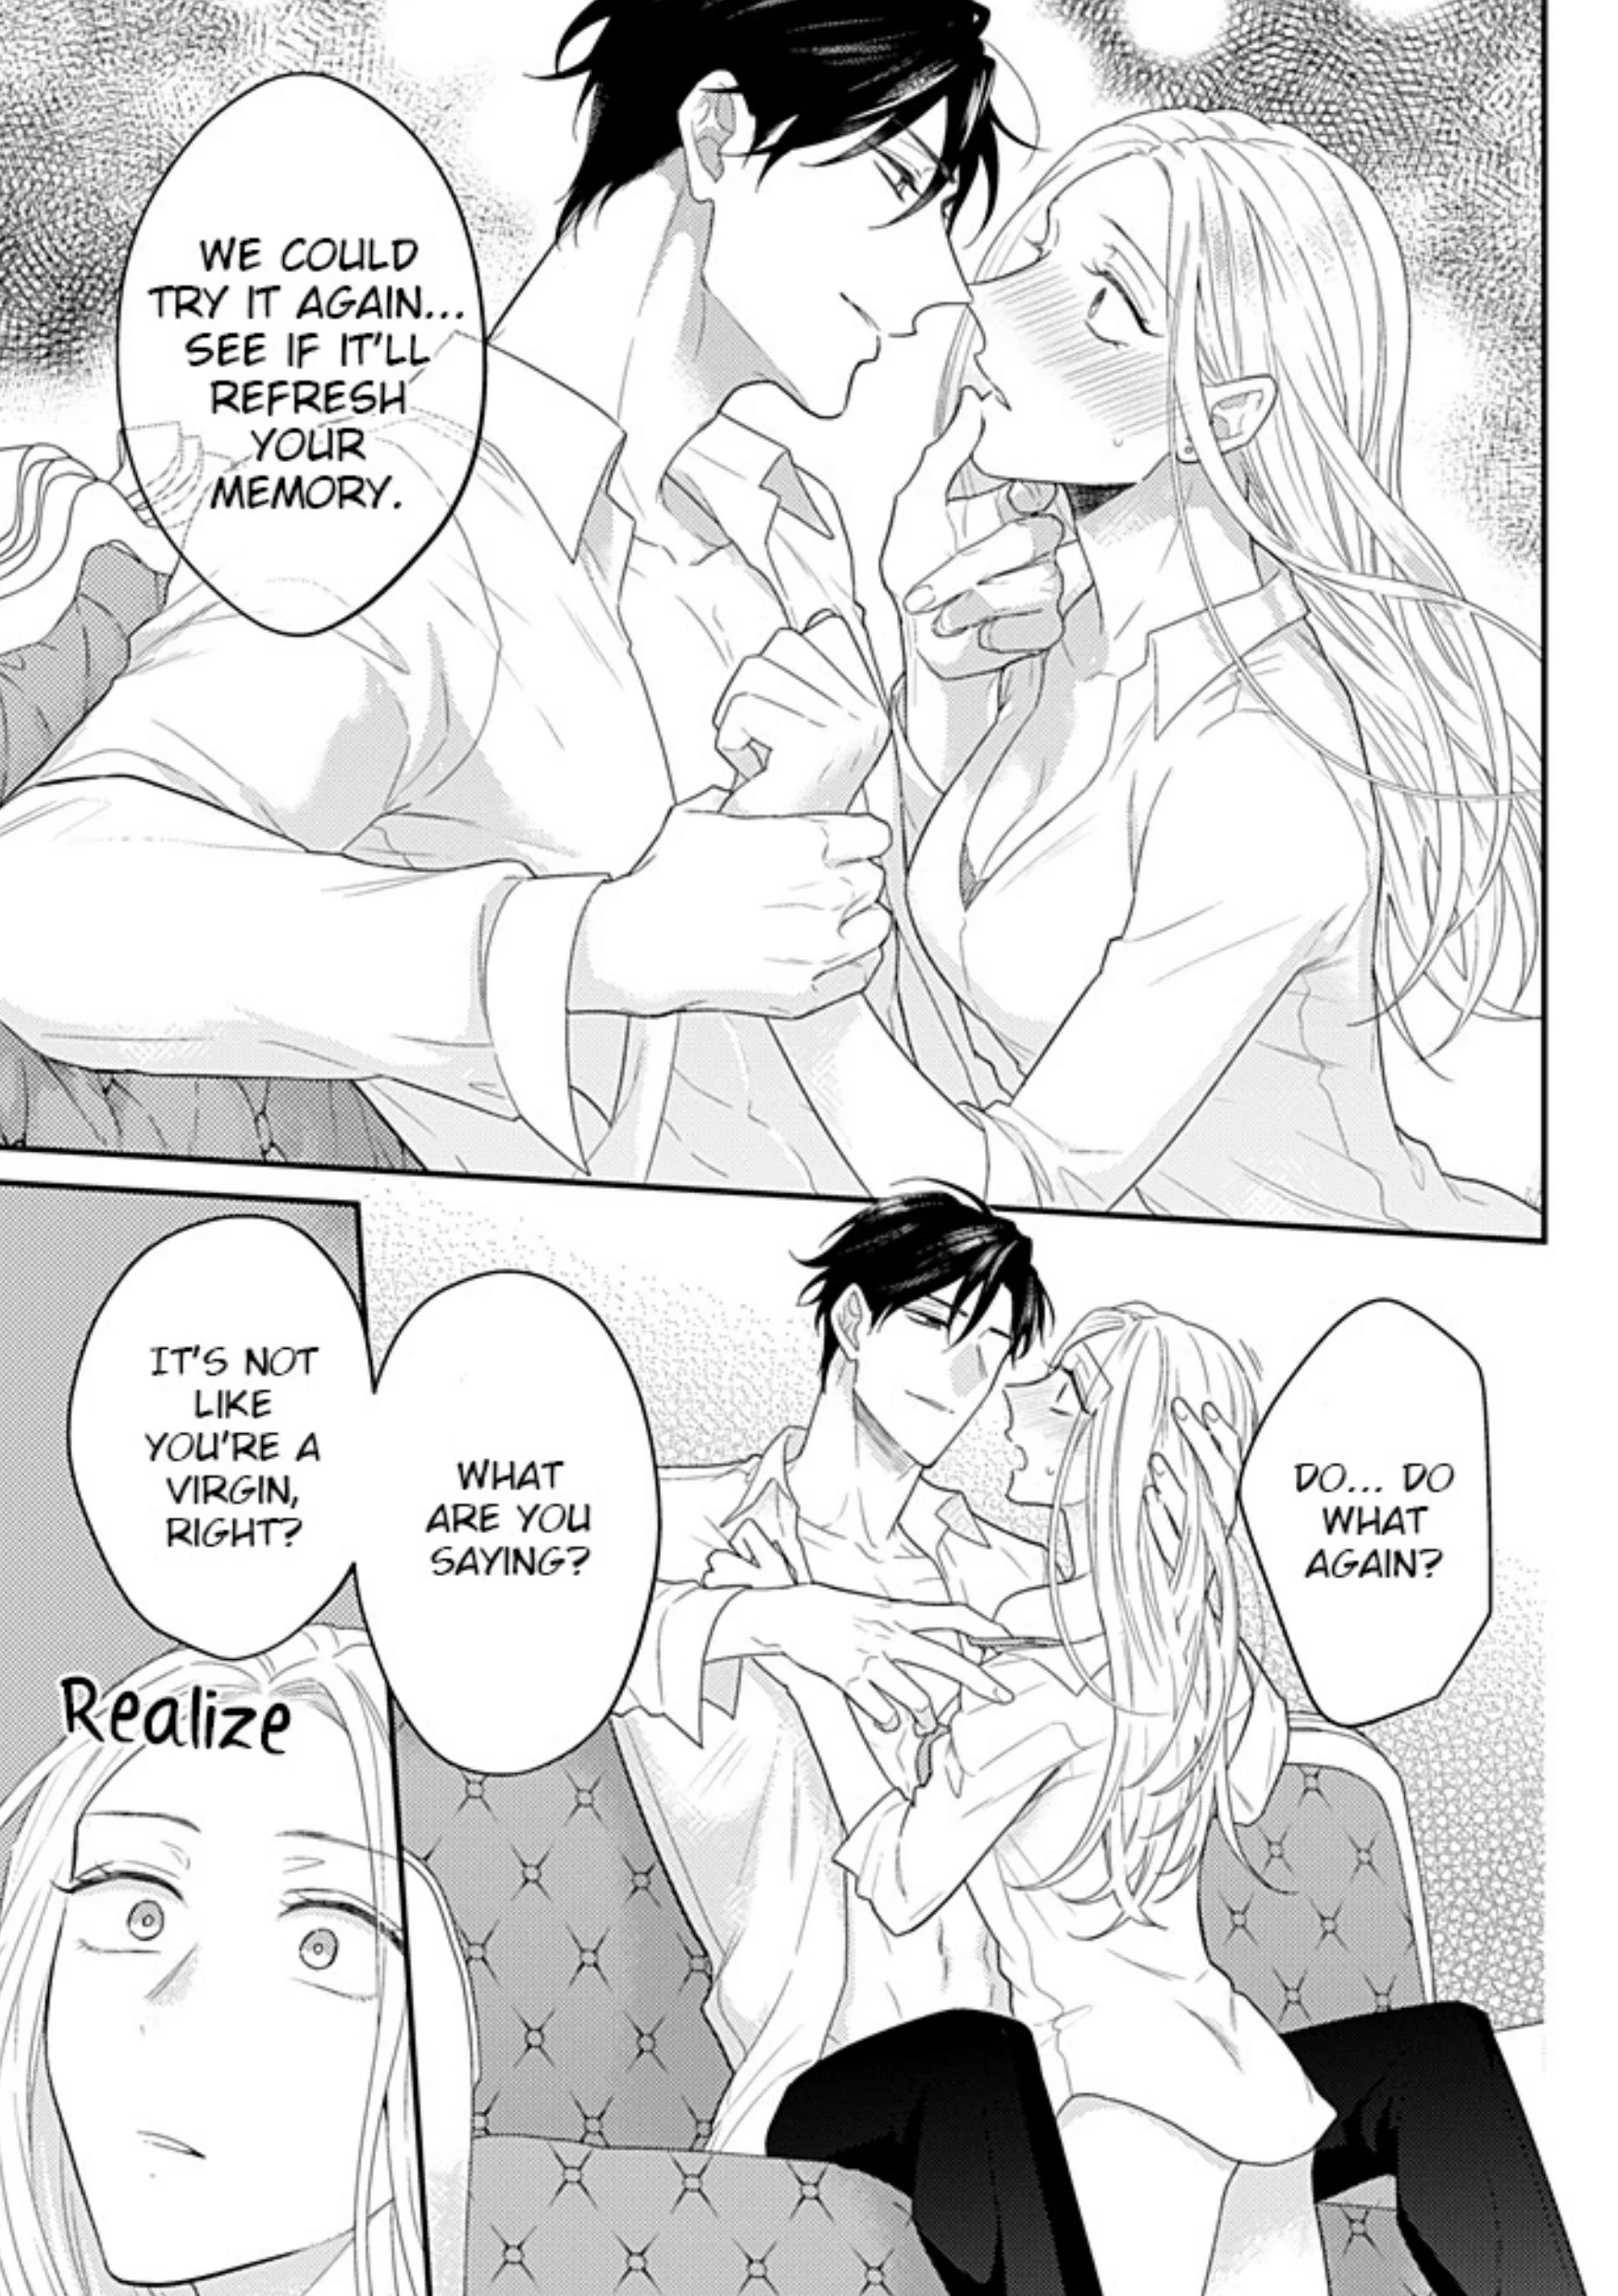 WE COULD
TRY IT AGAIN...
SEE IF IT'LL
REFRESH
YOUR
MEMORY.
DO... DO
WHAT
AGAIN?
WHAT
ARE YOU
SAYING?
IT'S NOT
LIKE
YOU'RE A
VIRGIN,
RIGHT?
Realize